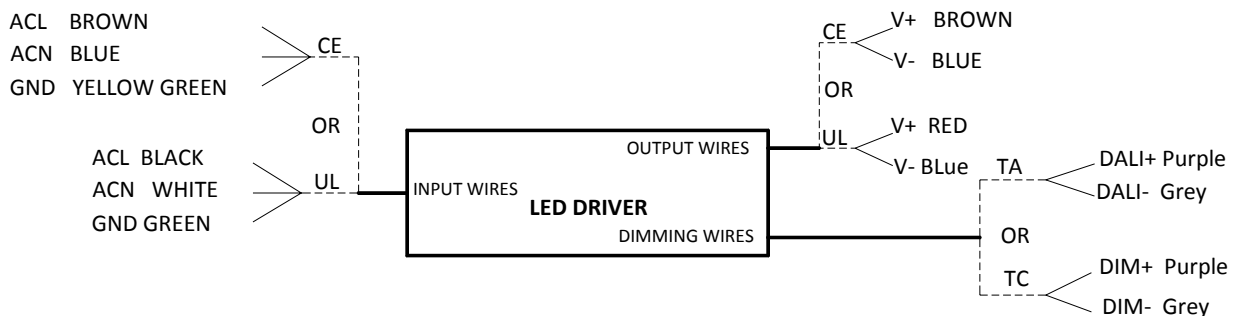 ACL BROWN
ACN BLUE
GND YELLOW GREEN
CE
OR
ACL BLACK
ACN WHITE
GND GREEN
UL
INPUT WIRES
LED DRIVER
OUTPUT WIRES
DIMMING WIRES
CE
V+ BROWN
V- BLUE
OR
UL
V+ RED
V- BLue
TA
DALI+ Purple
DALI- Grey
OR
TC
DIM+ Purple
DIM- Grey